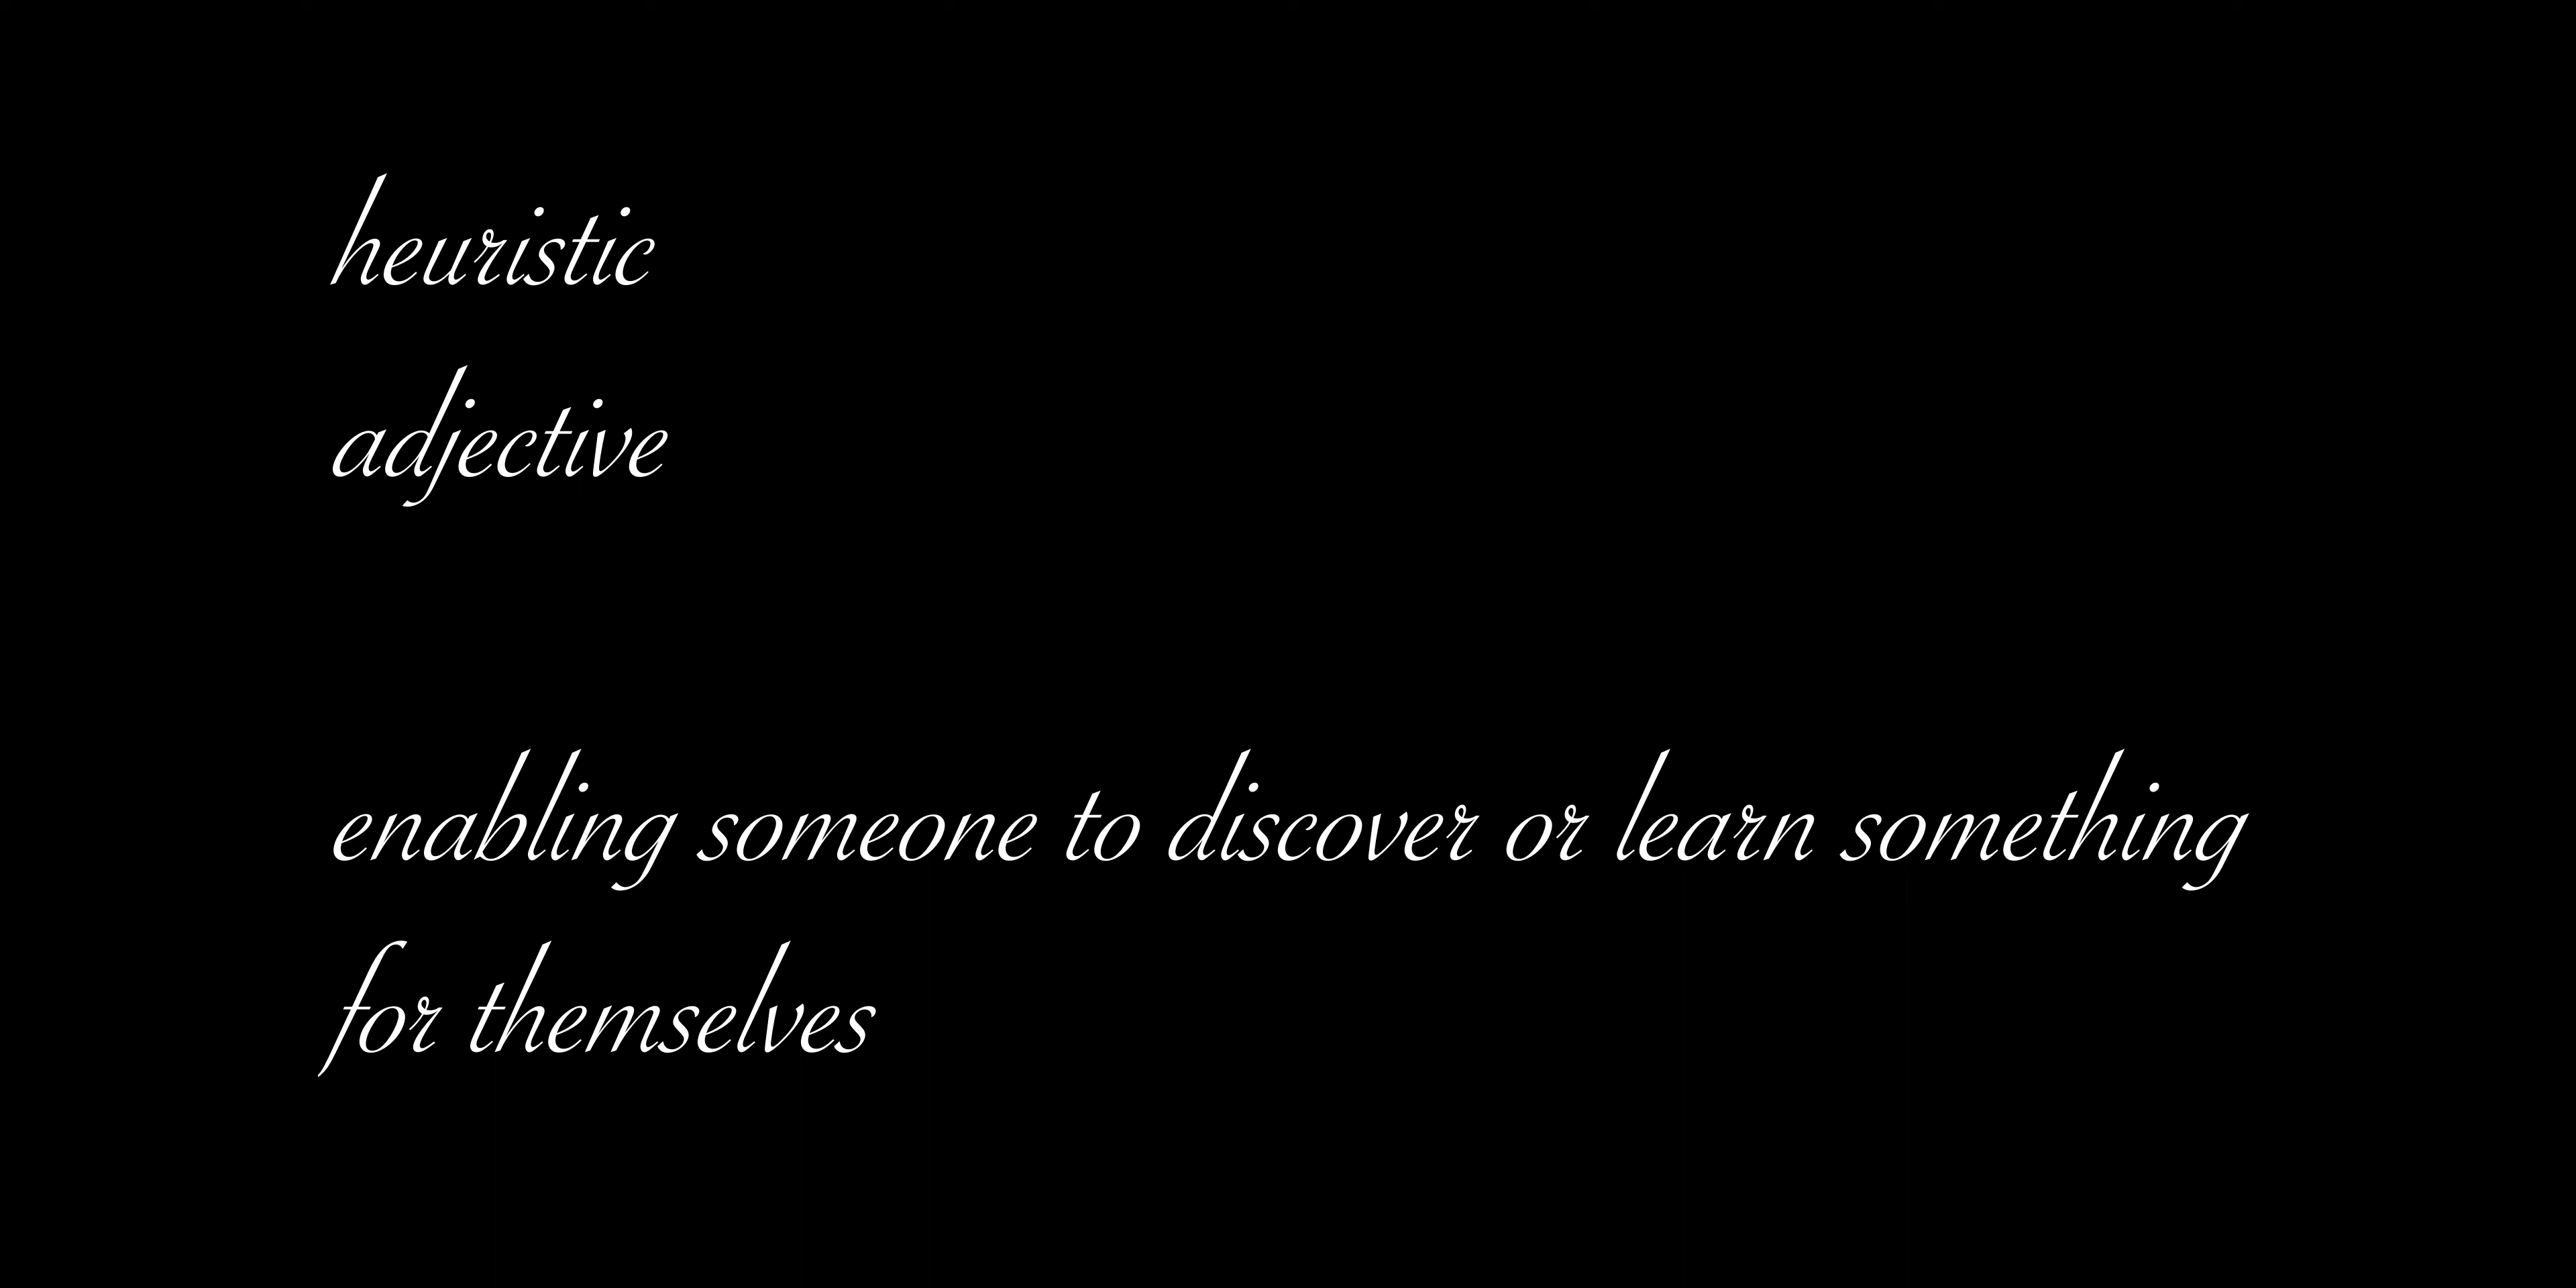 heuristic
adjective
enabling someone to discover or learn something
for themselves